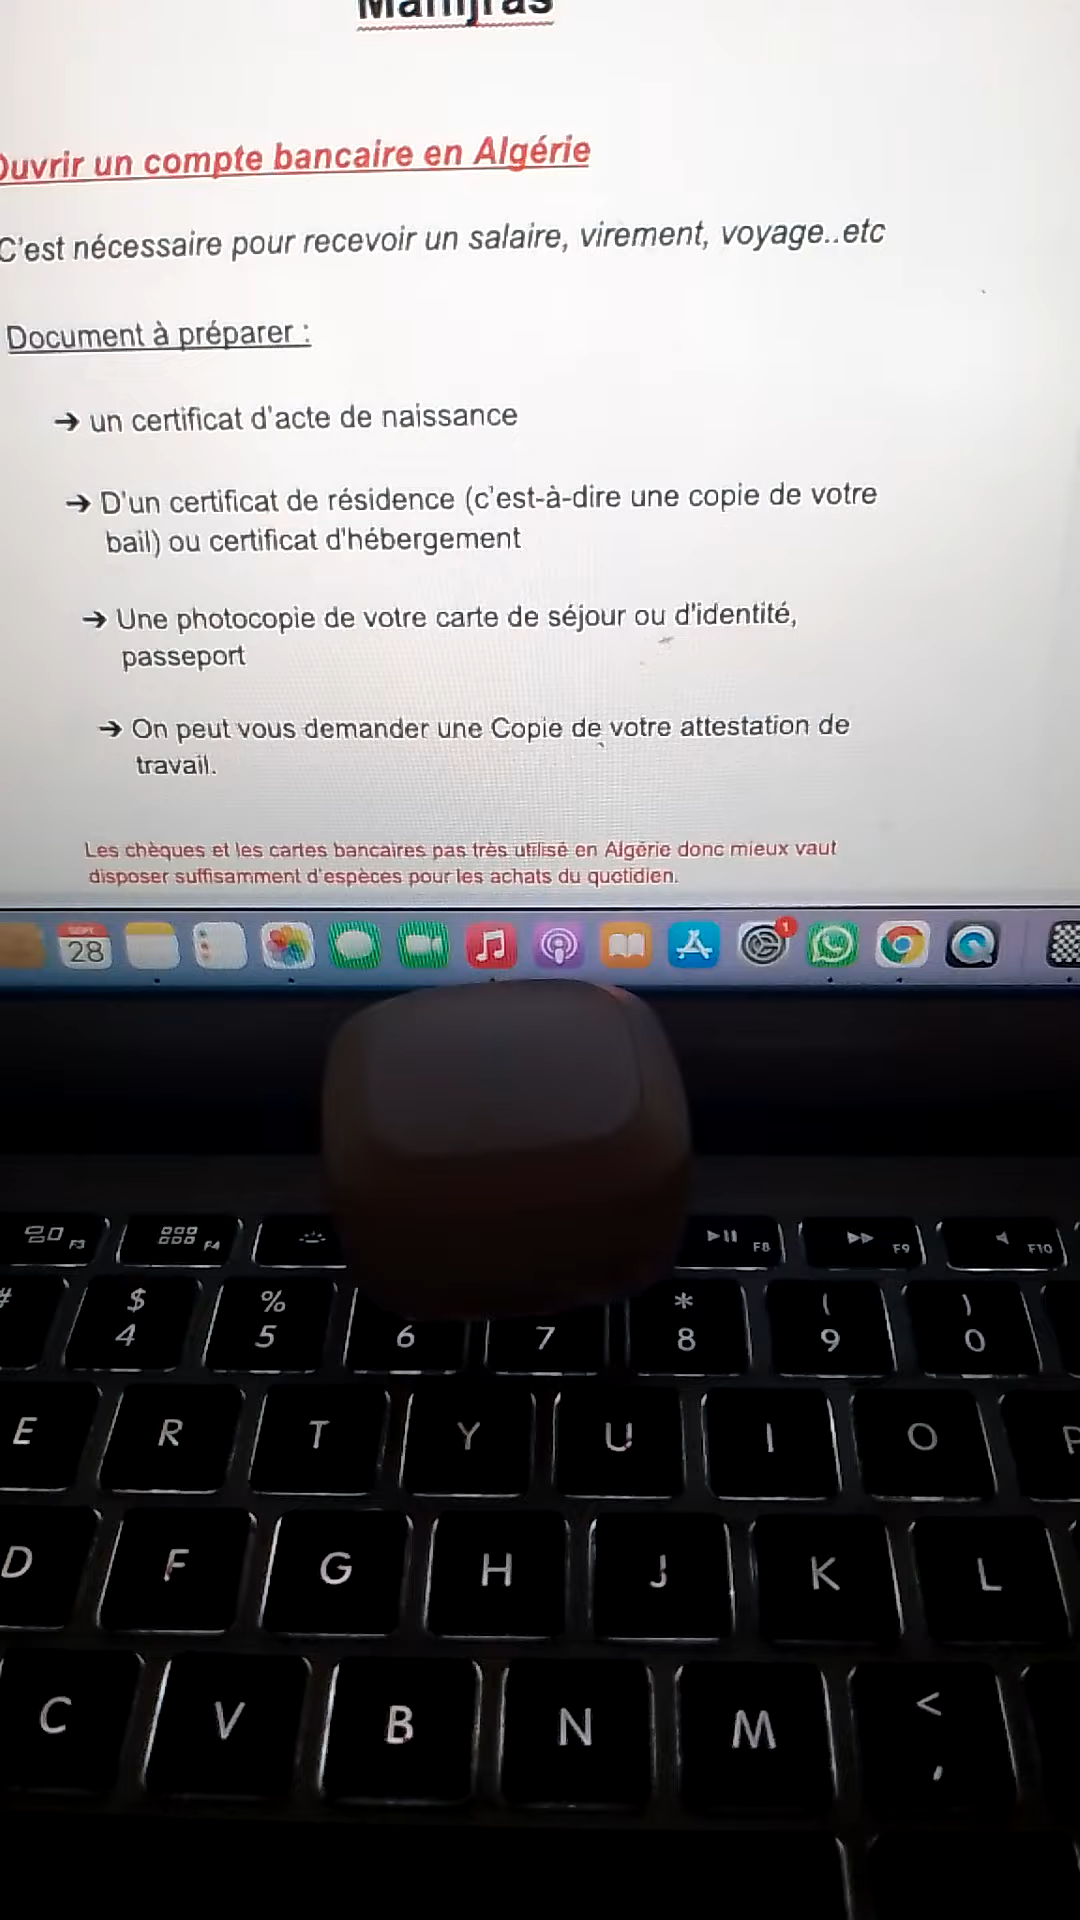 Ouvrir un compte bancaire en Algérie
C'est nécessaire pour recevoir un salaire, virement, voyage..etc
Document à préparer :
➔ un certificat d'acte de naissance
➔ D'un certificat de résidence (c'est-à-dire une copie de votre
bail) ou certificat d'hébergement
➔ Une photocopie de votre carte de séjour ou d'identité,
passeport
➔ On peut vous demander une Copie de votre attestation de
travail.
Les chèques et les cartes bancaires pas très utilisé en Algérie donc mieux vaut
disposer suffisamment d'espèces pour les achats du quotidien.
SEPT.
28
1
F3 F4 F8 F9 F10
# $ % * ( )
4 5 6 7 8 9 0
E R T Y U I O P
D F G H J K L
C V B N M <
,